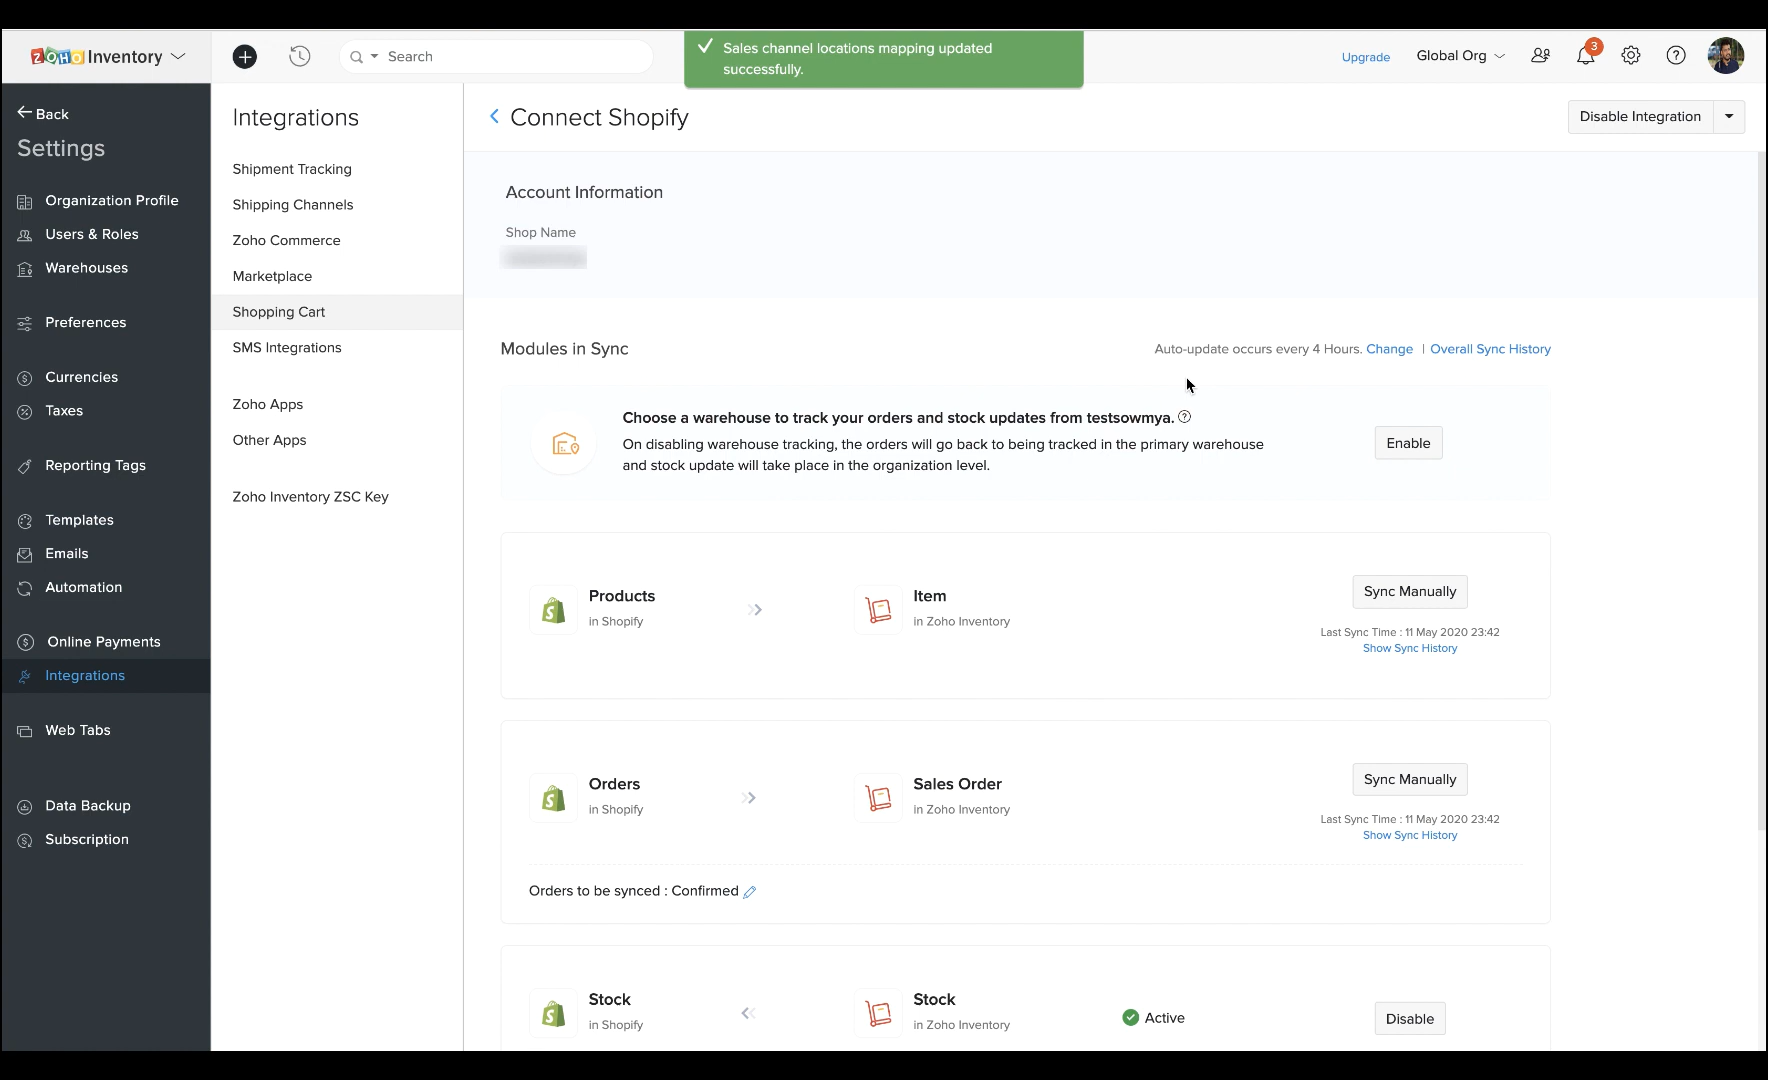 ZOHO Inventory
Search
Sales channel locations mapping updated
successfully.
Upgrade
Global Org
3
Back
Settings
Organization Profile
Users & Roles
Warehouses
Preferences
Currencies
Taxes
Reporting Tags
Templates
Emails
Automation
Online Payments
Integrations
Web Tabs
Data Backup
Subscription
Integrations
Shipment Tracking
Shipping Channels
Zoho Commerce
Marketplace
Shopping Cart
SMS Integrations
Zoho Apps
Other Apps
Zoho Inventory ZSC Key
Connect Shopify
Disable Integration
Account Information
Shop Name
Modules in Sync
Auto-update occurs every 4 Hours. Change | Overall Sync History
Choose a warehouse to track your orders and stock updates from testsowmya.
On disabling warehouse tracking, the orders will go back to being tracked in the primary warehouse
and stock update will take place in the organization level.
Enable
Products
in Shopify
Item
in Zoho Inventory
Sync Manually
Last Sync Time : 11 May 2020 23:42
Show Sync History
Orders
in Shopify
Sales Order
in Zoho Inventory
Sync Manually
Last Sync Time : 11 May 2020 23:42
Show Sync History
Orders to be synced : Confirmed
Stock
in Shopify
Stock
in Zoho Inventory
Active
Disable